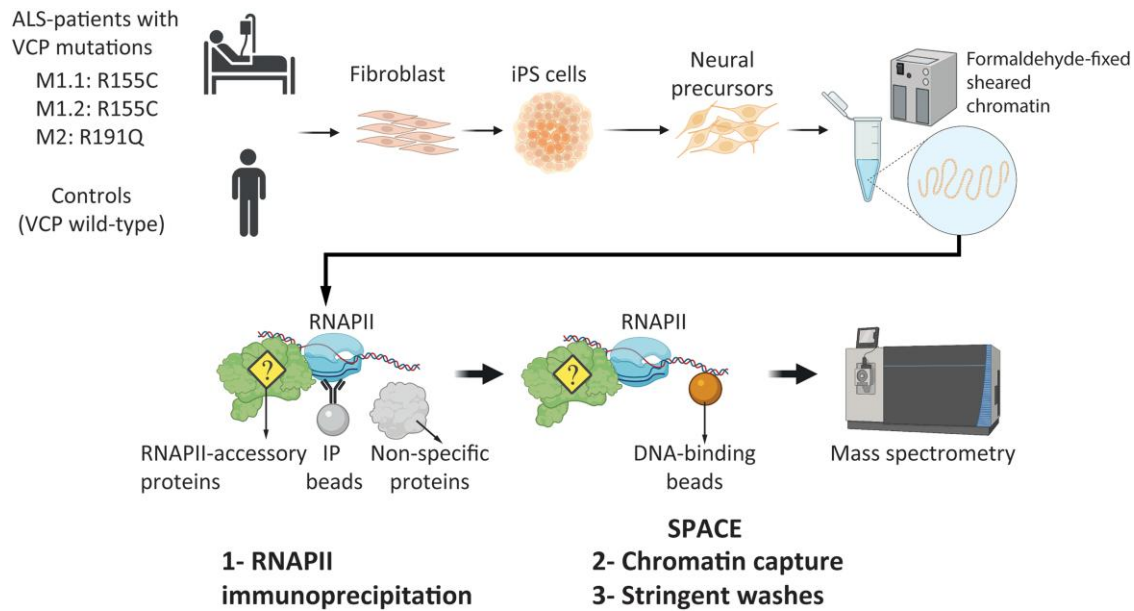 ALS-patients with
VCP mutations
M1.1: R155C
M1.2: R155C
M2: R191Q
Controls
(VCP wild-type)
Fibroblast
iPS cells
Neural
precursors
Formaldehyde-fixed
sheared
chromatin
RNAPII
?
RNAPII-accessory
proteins
IP
beads
Non-specific
proteins
RNAPII
?
DNA-binding
beads
Mass spectrometry
1- RNAPII
immunoprecipitation
SPACE
2- Chromatin capture
3- Stringent washes